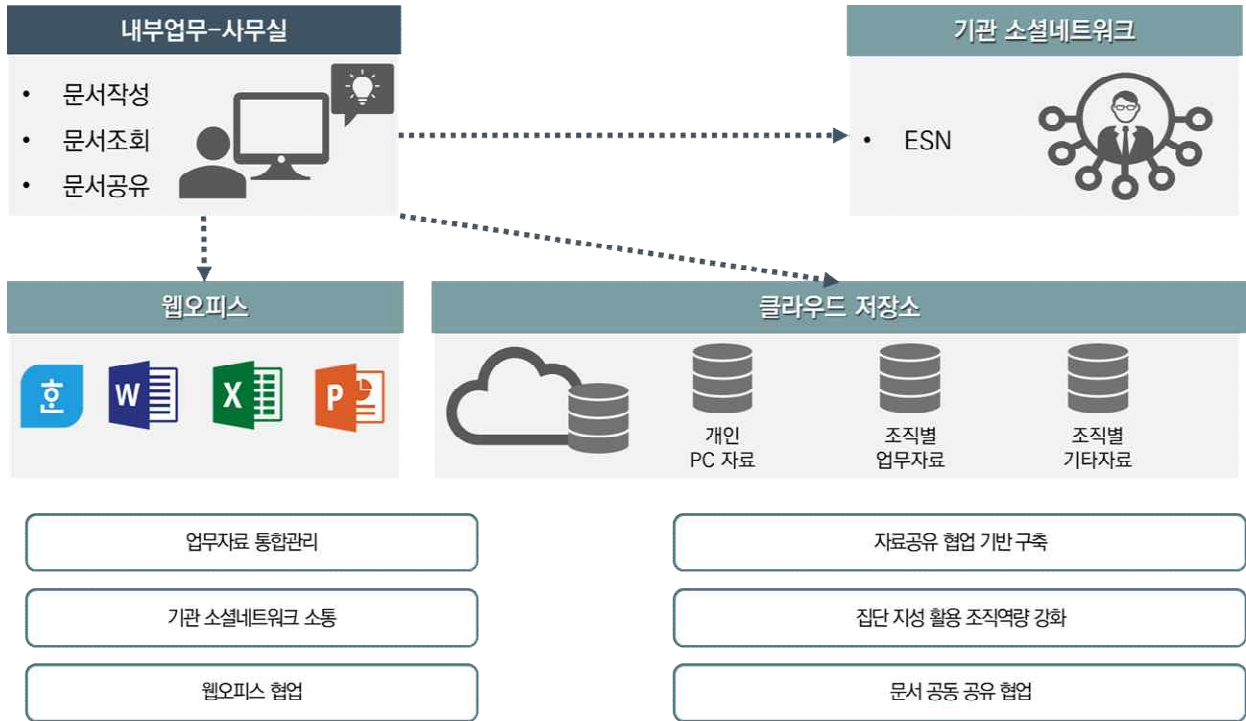 내부업무-사무실
• 문서작성
• 문서조회
• 문서공유
기관 소셜네트워크
• ESN
웹오피스
호
W
X
P
클라우드 저장소
개인
PC 자료
조직별
업무자료
조직별
기타자료
업무자료 통합관리
자료공유 협업 기반 구축
기관 소셜네트워크 소통
집단 지성 활용 조직역량 강화
웹오피스 협업
문서 공동 공유 협업